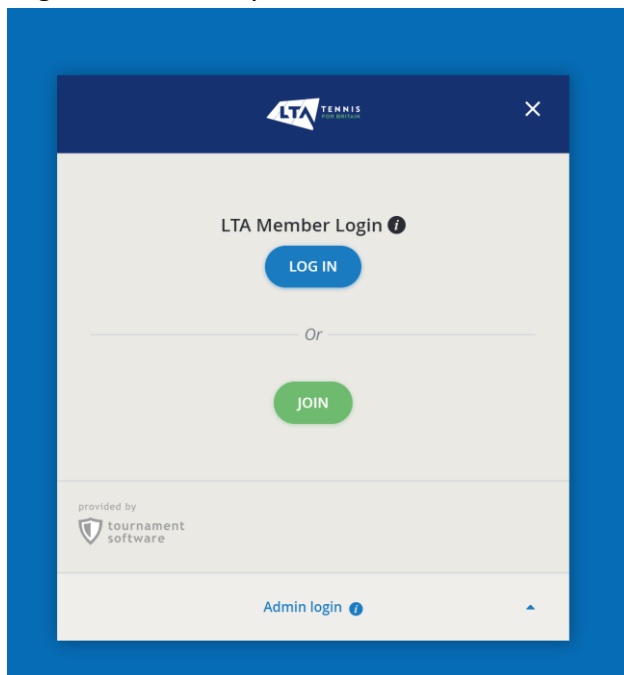 LTA TENNIS
FOR BRITAIN
LTA Member Login
LOG IN
Or
JOIN
provided by
tournament
software
Admin login